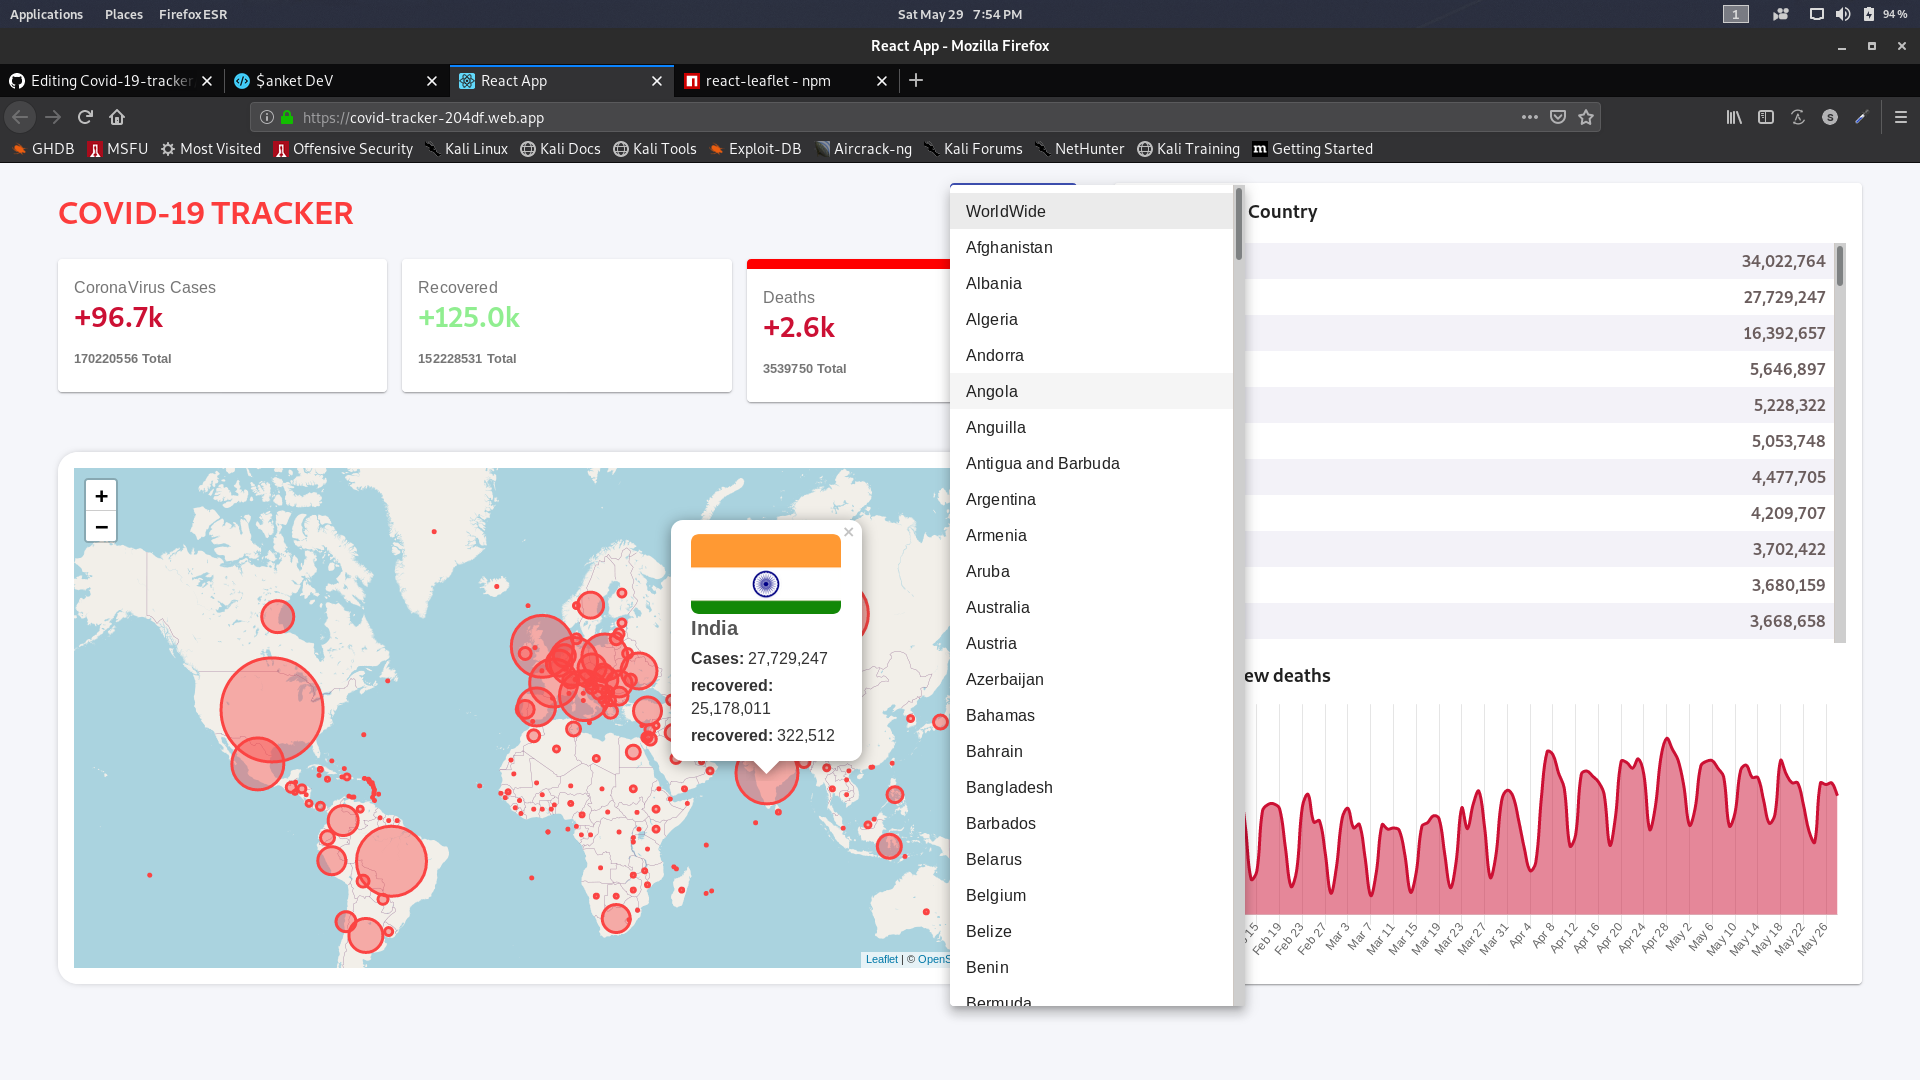 Applications Places Firefox ESR Sat May 29 7:54 PM 1 94 %
React App - Mozilla Firefox
Editing Covid-19-tracker $anket DeV React App react-leaflet - npm
https://covid-tracker-204df.web.app
GHDB MSFU Most Visited Offensive Security Kali Linux Kali Docs Kali Tools Exploit-DB Aircrack-ng Kali Forums NetHunter Kali Training Getting Started
COVID-19 TRACKER
CoronaVirus Cases
+96.7k
170220556 Total
Recovered
+125.0k
152228531 Total
Deaths
+2.6k
3539750 Total
+
−
×
India
Cases: 27,729,247
recovered:
25,178,011
recovered: 322,512
Leaflet | © OpenS
WorldWide
Afghanistan
Albania
Algeria
Andorra
Angola
Anguilla
Antigua and Barbuda
Argentina
Armenia
Aruba
Australia
Austria
Azerbaijan
Bahamas
Bahrain
Bangladesh
Barbados
Belarus
Belgium
Belize
Benin
Bermuda
Country
34,022,764
27,729,247
16,392,657
5,646,897
5,228,322
5,053,748
4,477,705
4,209,707
3,702,422
3,680,159
3,668,658
ew deaths
15 Feb 19 Feb 23 Feb 27 Mar 3 Mar 7 Mar 11 Mar 15 Mar 19 Mar 23 Mar 27 Mar 31 Apr 4 Apr 8 Apr 12 Apr 16 Apr 20 Apr 24 Apr 28 May 2 May 6 May 10 May 14 May 18 May 22 May 26